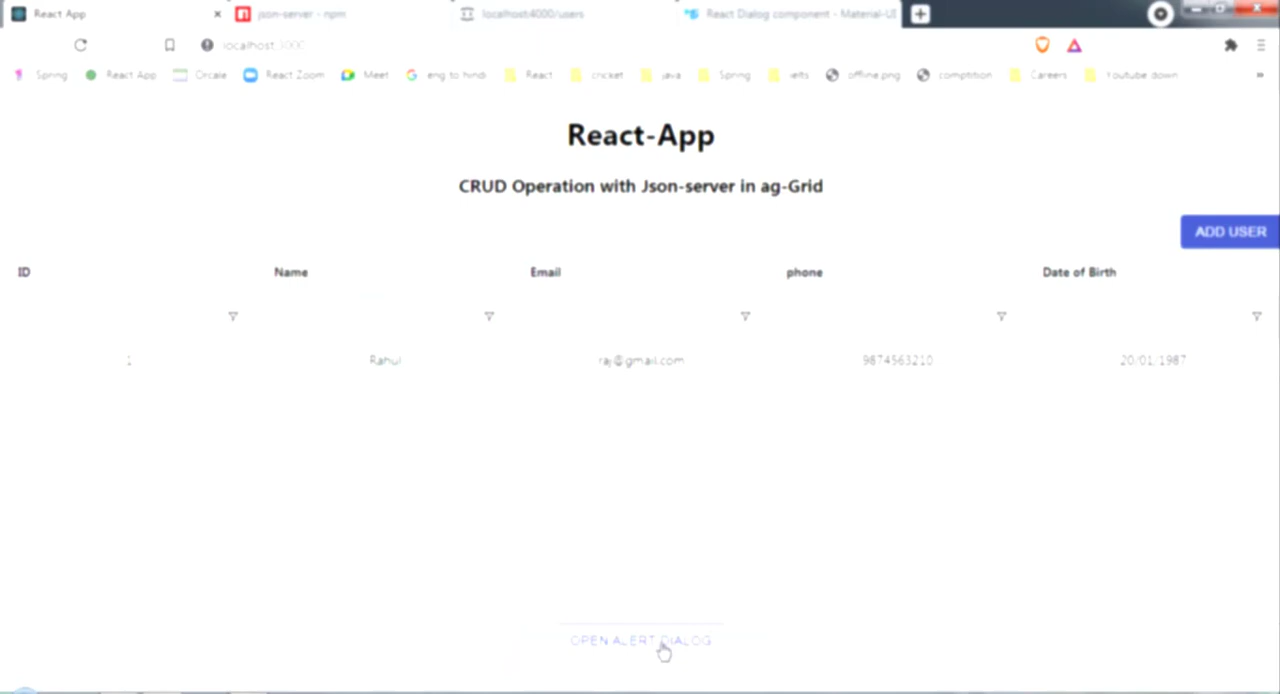 React App json-server - npm localhost:4000/users React Dialog component - Material-UI
localhost:3000
Spring React App Orcale React Zoom Meet eng to hindi React cricket java Spring ielts offline.png comptition Careers Youtube down
React-App
CRUD Operation with Json-server in ag-Grid
ADD USER
ID Name Email phone Date of Birth
1 Rahul raj@gmail.com 9874563210 20/01/1987
OPEN ALERT DIALOG